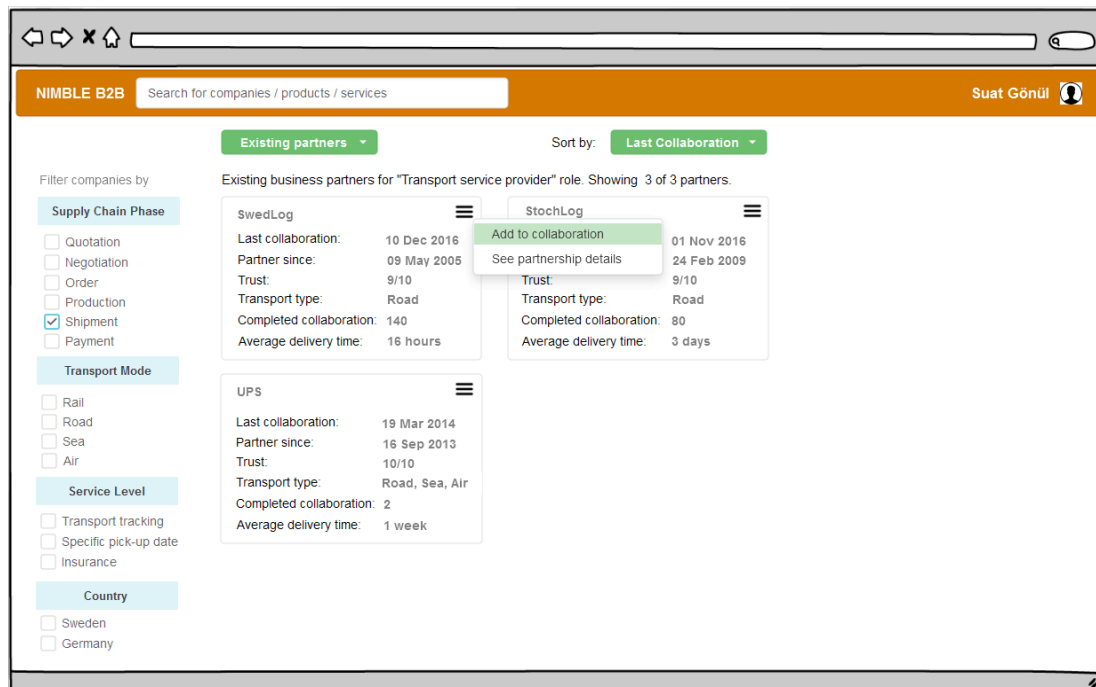 NIMBLE B2B
Search for companies / products / services
Suat Gönül
Existing partners
Sort by:
Last Collaboration
Filter companies by
Supply Chain Phase
Quotation
Negotiation
Order
Production
Shipment
Payment
Transport Mode
Rail
Road
Sea
Air
Service Level
Transport tracking
Specific pick-up date
Insurance
Country
Sweden
Germany
Existing business partners for "Transport service provider" role. Showing 3 of 3 partners.
SwedLog
Last collaboration: 10 Dec 2016
Partner since: 09 May 2005
Trust: 9/10
Transport type: Road
Completed collaboration: 140
Average delivery time: 16 hours
Add to collaboration
See partnership details
StochLog
01 Nov 2016
24 Feb 2009
Trust: 9/10
Transport type: Road
Completed collaboration: 80
Average delivery time: 3 days
UPS
Last collaboration: 19 Mar 2014
Partner since: 16 Sep 2013
Trust: 10/10
Transport type: Road, Sea, Air
Completed collaboration: 2
Average delivery time: 1 week